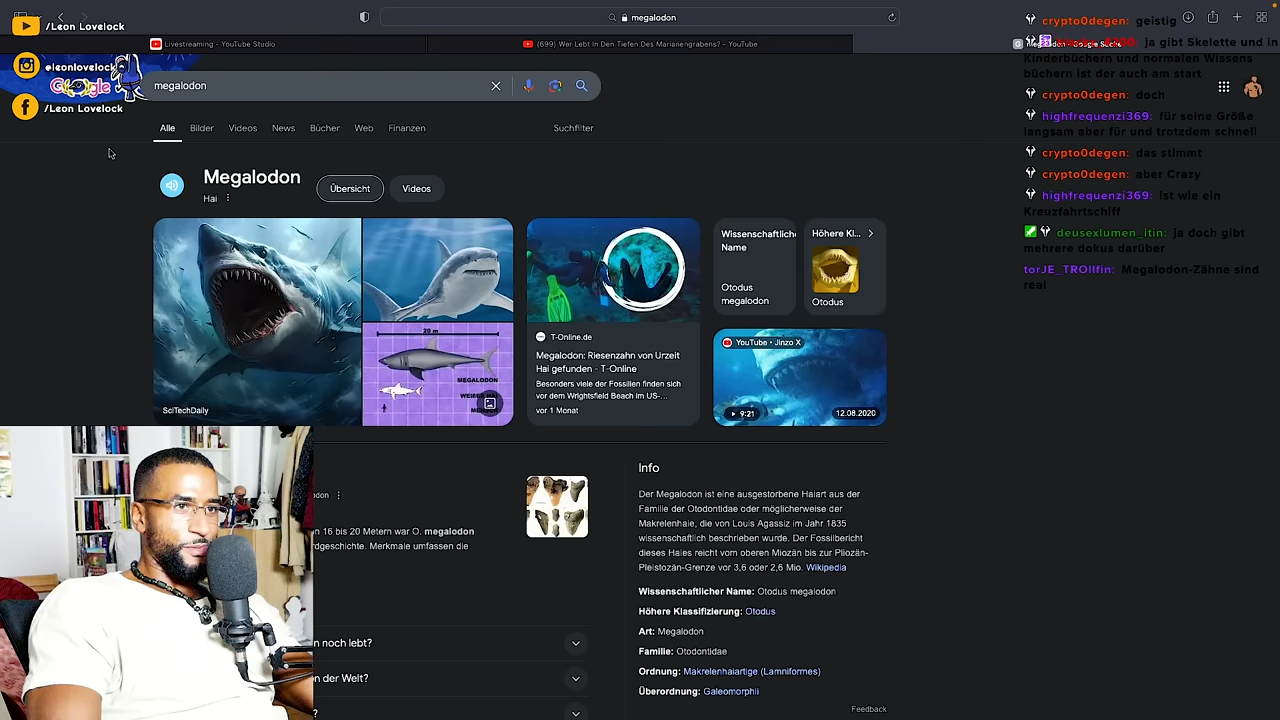 /Leon Lovelock
@leonlovelock
/Leon Lovelock
megalodon
Livestreaming - YouTube Studio
(699) Wer Lebt In Den Tiefen Des Marianengrabens? - YouTube
Google Suche
megalodon
Alle
Bilder
Videos
News
Bücher
Web
Finanzen
Suchfilter
Megalodon
Hai
Übersicht
Videos
SciTechDaily
20 m
MEGALODON
T-Online.de
Megalodon: Riesenzahn von Urzeit
Hai gefunden - T-Online
Besonders viele der Fossilien finden sich
vor dem Wrightsfield Beach im US-...
vor 1 Monat
Wissenschaftlich
Name
Otodus
megalodon
Höhere Kl...
Otodus
YouTube • Jinzo X
9:21
12.08.2020
n 16 bis 20 Metern war O. megalodon
rdgeschichte. Merkmale umfassen die
n noch lebt?
n der Welt?
?
Info
Der Megalodon ist eine ausgestorbene Haiart aus der
Familie der Otodontidae oder möglicherweise der
Makrelenhaie, die von Louis Agassiz im Jahr 1835
wissenschaftlich beschrieben wurde. Der Fossilbericht
dieses Haies reicht vom oberen Miozän bis zur Pliozän-
Pleistozän-Grenze vor 3,6 oder 2,6 Mio. Wikipedia
Wissenschaftlicher Name: Otodus megalodon
Höhere Klassifizierung: Otodus
Art: Megalodon
Familie: Otodontidae
Ordnung: Makrelenhaiartige (Lamniformes)
Überordnung: Galeomorphii
Feedback
crypto0degen: geistig
ja gibt Skelette und in
Kinderbüchern und normalen Wissens
büchern ist der auch am start
crypto0degen: doch
highfrequenzi369: für seine Größe
langsam aber für und trotzdem schnell
crypto0degen: das stimmt
crypto0degen: aber Crazy
highfrequenzi369: ist wie ein
Kreuzfahrtschiff
deusexlumen_itin: ja doch gibt
mehrere dokus darüber
torJE_TROllfin: Megalodon-Zähne sind
real